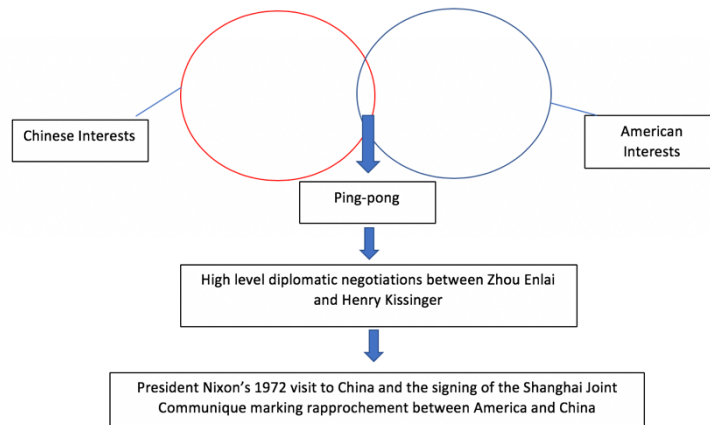 Chinese Interests
American
Interests
Ping-pong
High level diplomatic negotiations between Zhou Enlai
and Henry Kissinger
President Nixon's 1972 visit to China and the signing of the Shanghai Joint
Communique marking rapprochement between America and China